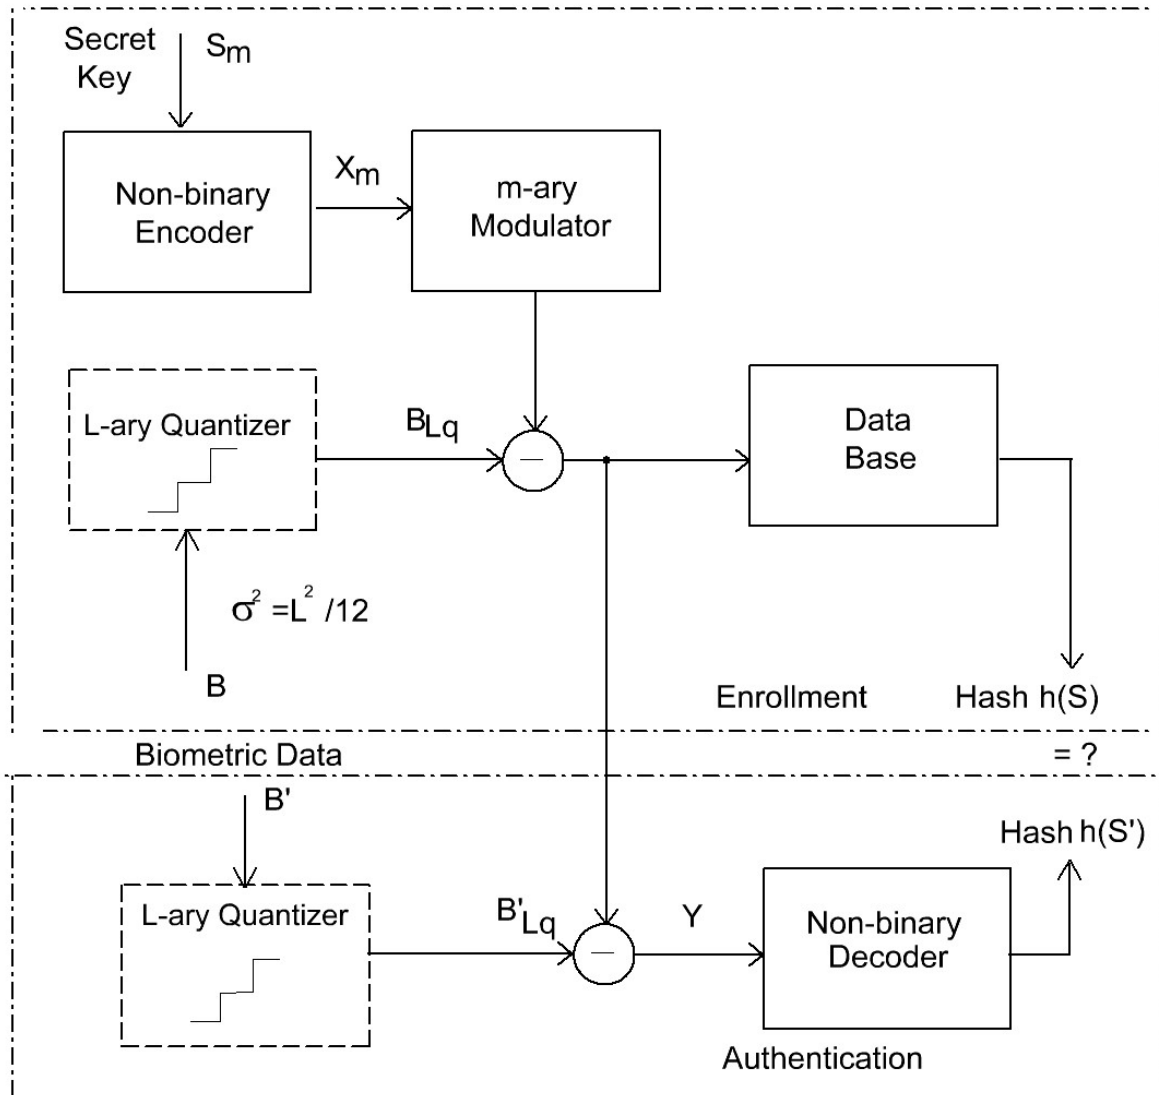 Secret
Key
Sm
Non-binary
Encoder
Xm
m-ary
Modulator
L-ary Quantizer
BLq
—
Data
Base
σ² =L² /12
B
Enrollment
Hash h(S)
Biometric Data
= ?
B'
Hash h(S')
L-ary Quantizer
B'Lq
—
Y
Non-binary
Decoder
Authentication